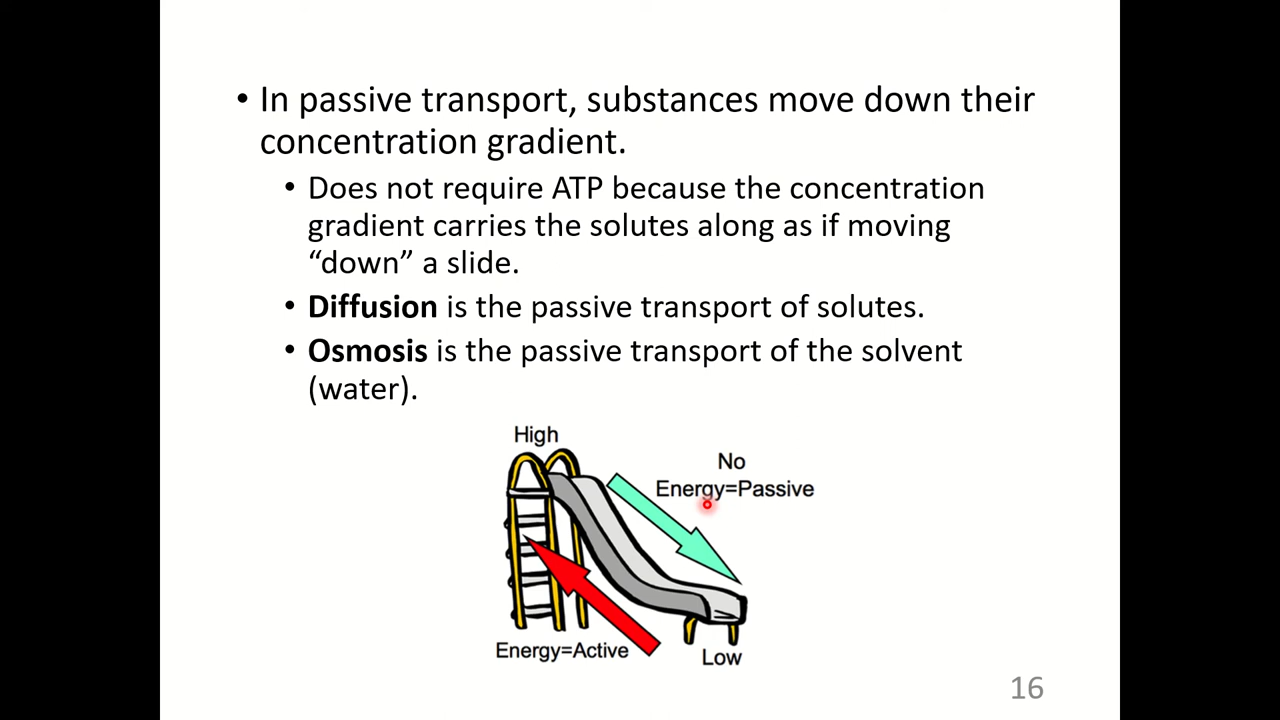 • In passive transport, substances move down their
concentration gradient.
• Does not require ATP because the concentration
gradient carries the solutes along as if moving
“down” a slide.
• Diffusion is the passive transport of solutes.
• Osmosis is the passive transport of the solvent
(water).
High
No
Energy=Passive
Energy=Active
Low
16